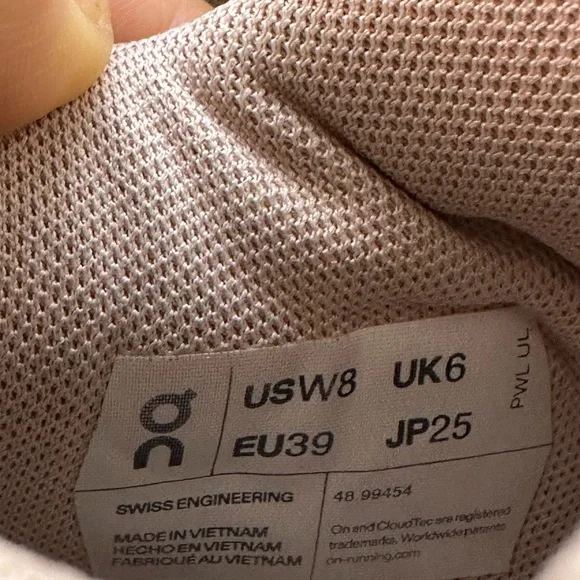 on
USW8 UK6
EU39 JP25
PWL UL
SWISS ENGINEERING
48.99454
MADE IN VIETNAM
HECHO EN VIETNAM
FABRIQUÉ AU VIETNAM
On and CloudTec are registered
trademarks. Worldwide patents
on-running.com